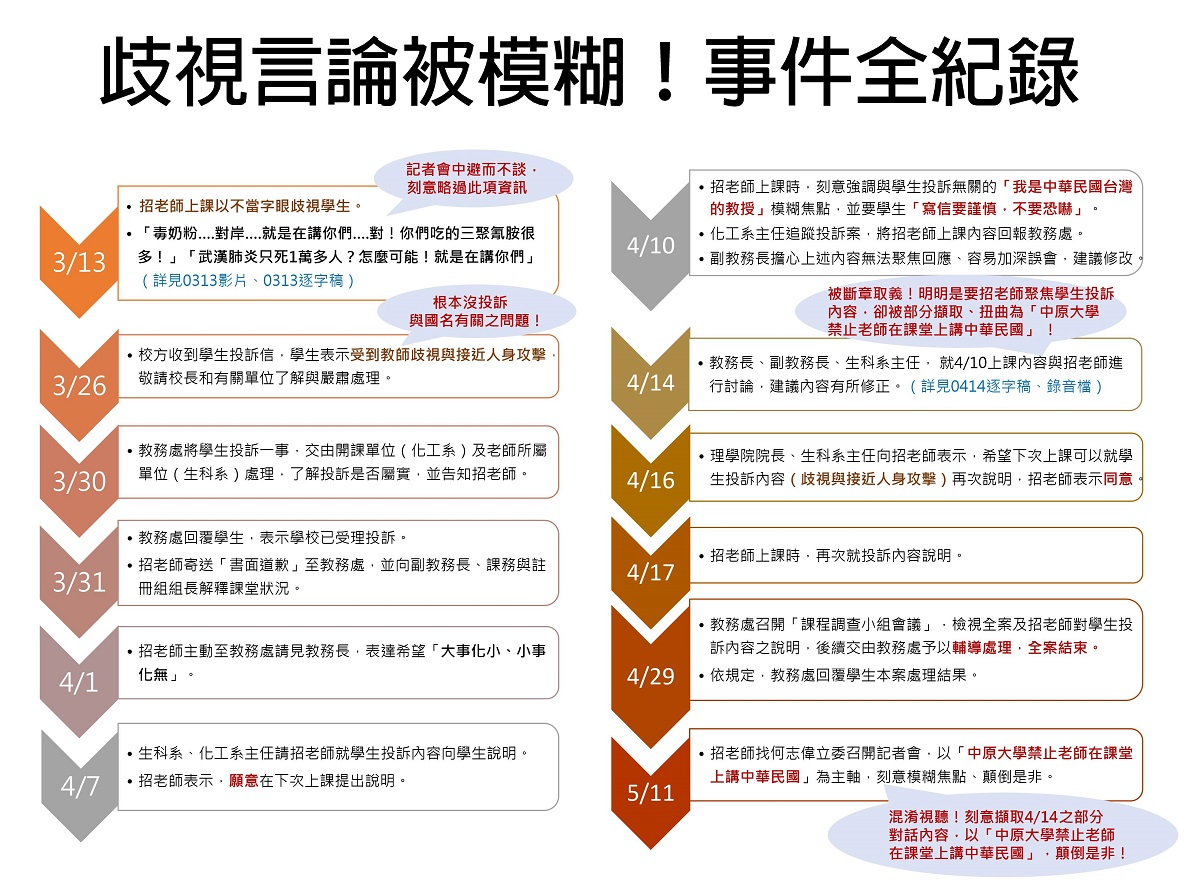 歧視言論被模糊！事件全紀錄
記者會中避而不談，
刻意略過此項資訊
3/13
• 招老師上課以不當字眼歧視學生。
• 「毒奶粉....對岸....就是在講你們....對！你們吃的三聚氰胺很
多！」「武漢肺炎只死1萬多人？怎麼可能！就是在講你們」
（詳見0313影片、0313逐字稿）
根本沒投訴
與國名有關之問題！
3/26
• 校方收到學生投訴信，學生表示受到教師歧視與接近人身攻擊，
敬請校長和有關單位了解與嚴肅處理。
3/30
• 教務處將學生投訴一事，交由開課單位（化工系）及老師所屬
單位（生科系）處理，了解投訴是否屬實，並告知招老師。
3/31
• 教務處回覆學生，表示學校已受理投訴。
• 招老師寄送「書面道歉」至教務處，並向副教務長、課務與註
冊組組長解釋課堂狀況。
4/1
• 招老師主動至教務處請見教務長，表達希望「大事化小、小事
化無」。
4/7
• 生科系、化工系主任請招老師就學生投訴內容向學生說明。
• 招老師表示，願意在下次上課提出說明。
4/10
• 招老師上課時，刻意強調與學生投訴無關的「我是中華民國台灣
的教授」模糊焦點，並要學生「寫信要謹慎，不要恐嚇」。
• 化工系主任追蹤投訴案，將招老師上課內容回報教務處。
• 副教務長擔心上述內容無法聚焦回應、容易加深誤會，建議修改。
被斷章取義！明明是要招老師聚焦學生投訴
內容，卻被部分擷取、扭曲為「中原大學
禁止老師在課堂上講中華民國」！
4/14
• 教務長、副教務長、生科系主任， 就4/10上課內容與招老師進
行討論，建議內容有所修正。（詳見0414逐字稿、錄音檔）
4/16
• 理學院院長、生科系主任向招老師表示，希望下次上課可以就學
生投訴內容（歧視與接近人身攻擊）再次說明，招老師表示同意。
4/17
• 招老師上課時，再次就投訴內容說明。
4/29
• 教務處召開「課程調查小組會議」，檢視全案及招老師對學生投
訴內容之說明，後續交由教務處予以輔導處理，全案結束。
• 依規定，教務處回覆學生本案處理結果。
5/11
• 招老師找何志偉立委召開記者會，以「中原大學禁止老師在課堂
上講中華民國」為主軸，刻意模糊焦點、顛倒是非。
混淆視聽！刻意擷取4/14之部分
對話內容，以「中原大學禁止老師
在課堂上講中華民國」，顛倒是非！